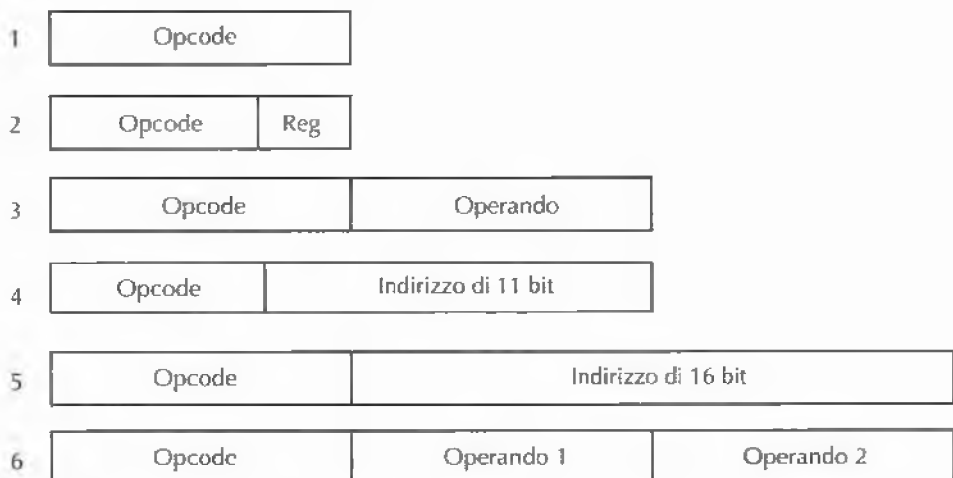 1 Opcode
2 Opcode Reg
3 Opcode Operando
4 Opcode Indirizzo di 11 bit
5 Opcode Indirizzo di 16 bit
6 Opcode Operando 1 Operando 2